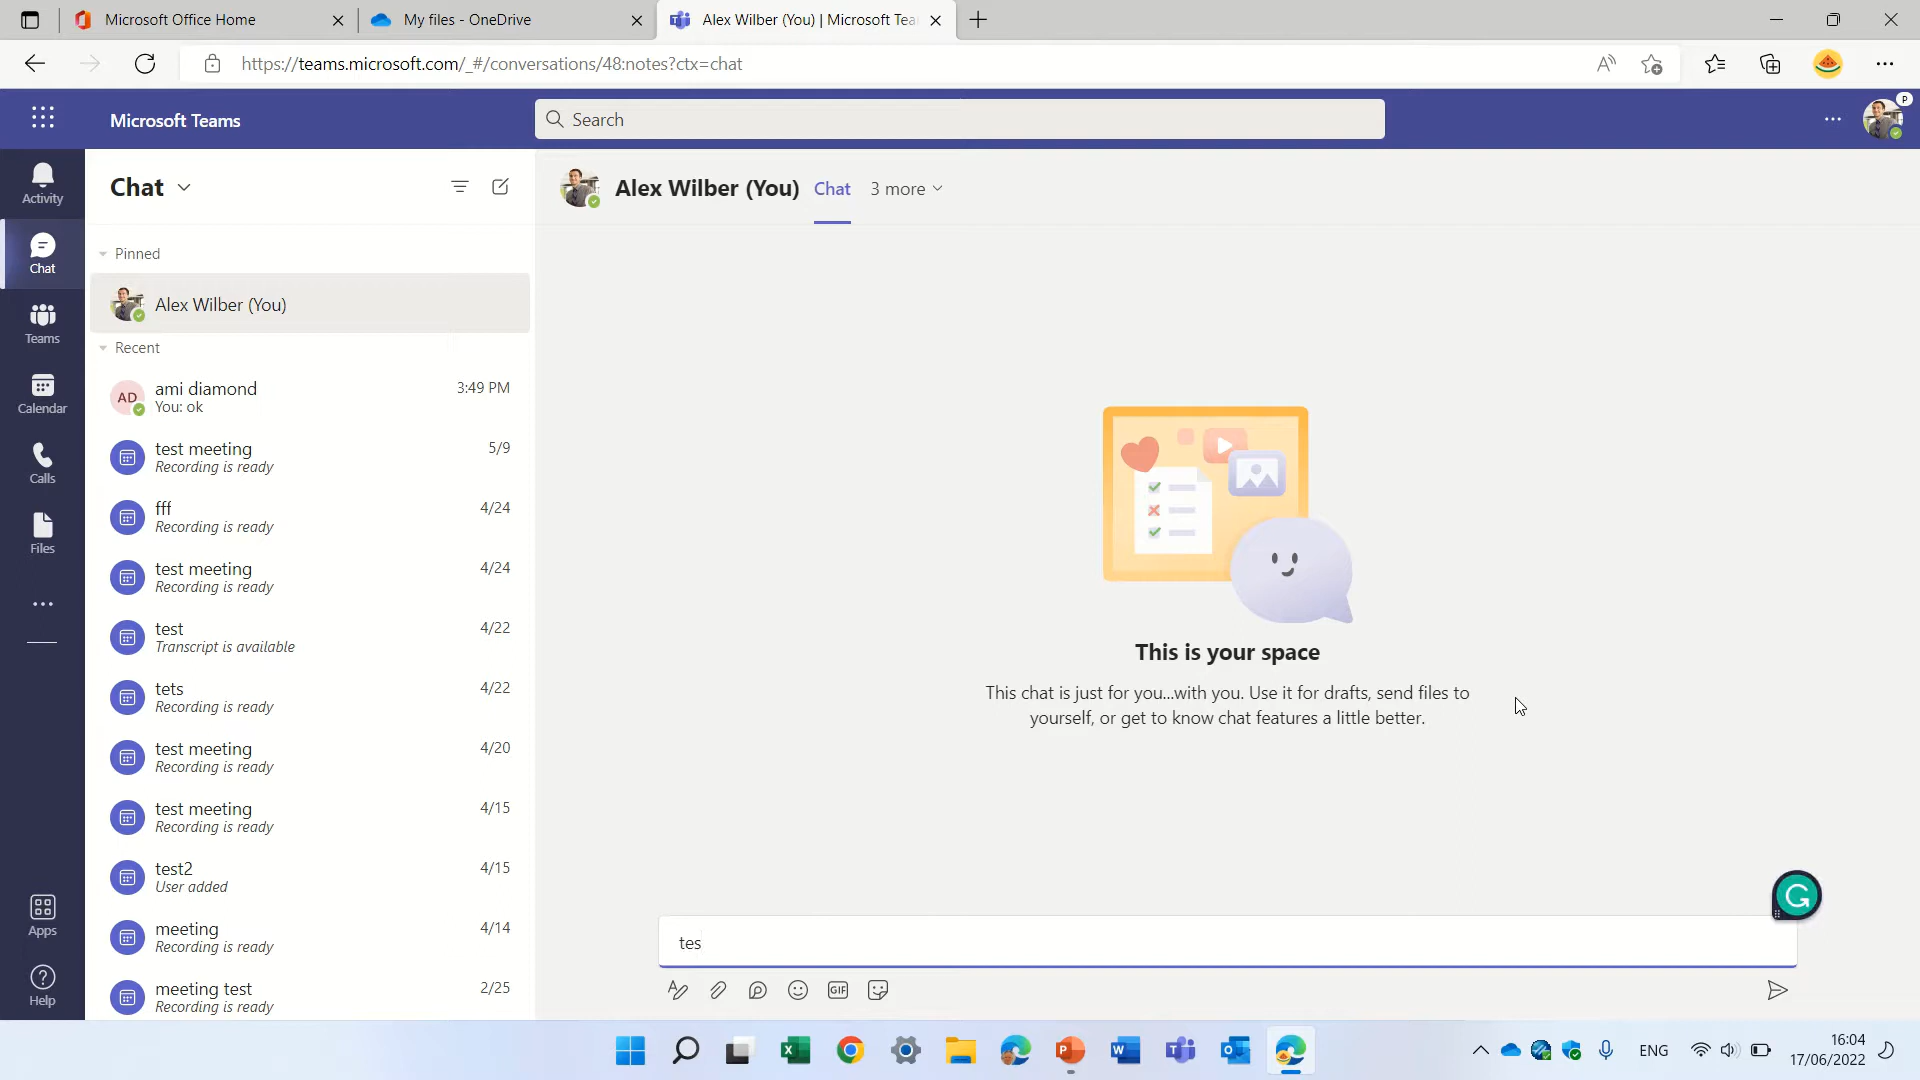 Microsoft Office Home
My files - OneDrive
Alex Wilber (You) | Microsoft Tea
https://teams.microsoft.com/_#/conversations/48:notes?ctx=chat
Microsoft Teams
Search
P
Activity
Chat
Teams
Calendar
Calls
Files
Apps
Help
Chat
Pinned
Alex Wilber (You)
Recent
AD
ami diamond
3:49 PM
You: ok
test meeting
5/9
Recording is ready
fff
4/24
Recording is ready
test meeting
4/24
Recording is ready
test
4/22
Transcript is available
tets
4/22
Recording is ready
test meeting
4/20
Recording is ready
test meeting
4/15
Recording is ready
test2
4/15
User added
meeting
4/14
Recording is ready
meeting test
2/25
Recording is ready
Alex Wilber (You)
Chat
3 more
This is your space
This chat is just for you...with you. Use it for drafts, send files to
yourself, or get to know chat features a little better.
tes
GIF
ENG
16:04
17/06/2022